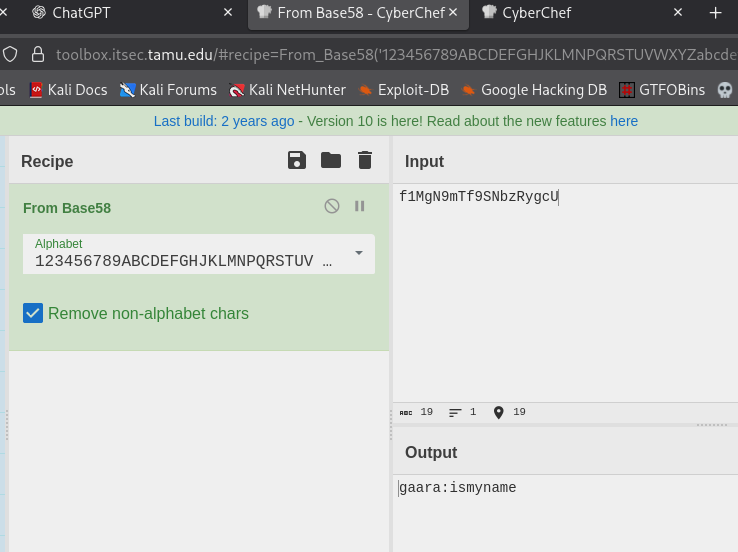 ChatGPT
From Base58 - CyberChef
CyberChef
toolbox.itsec.tamu.edu/#recipe=From_Base58('123456789ABCDEFGHJKLMNPQRSTUVWXYZabcde
ols
Kali Docs
Kali Forums
Kali NetHunter
Exploit-DB
Google Hacking DB
GTFOBins
Last build: 2 years ago - Version 10 is here! Read about the new features here
Recipe
Input
From Base58
f1MgN9mTf9SNbzRygcU
Alphabet
123456789ABCDEFGHJKLMNPQRSTUV …
Remove non-alphabet chars
ABC 19 1 19
Output
gaara:ismyname